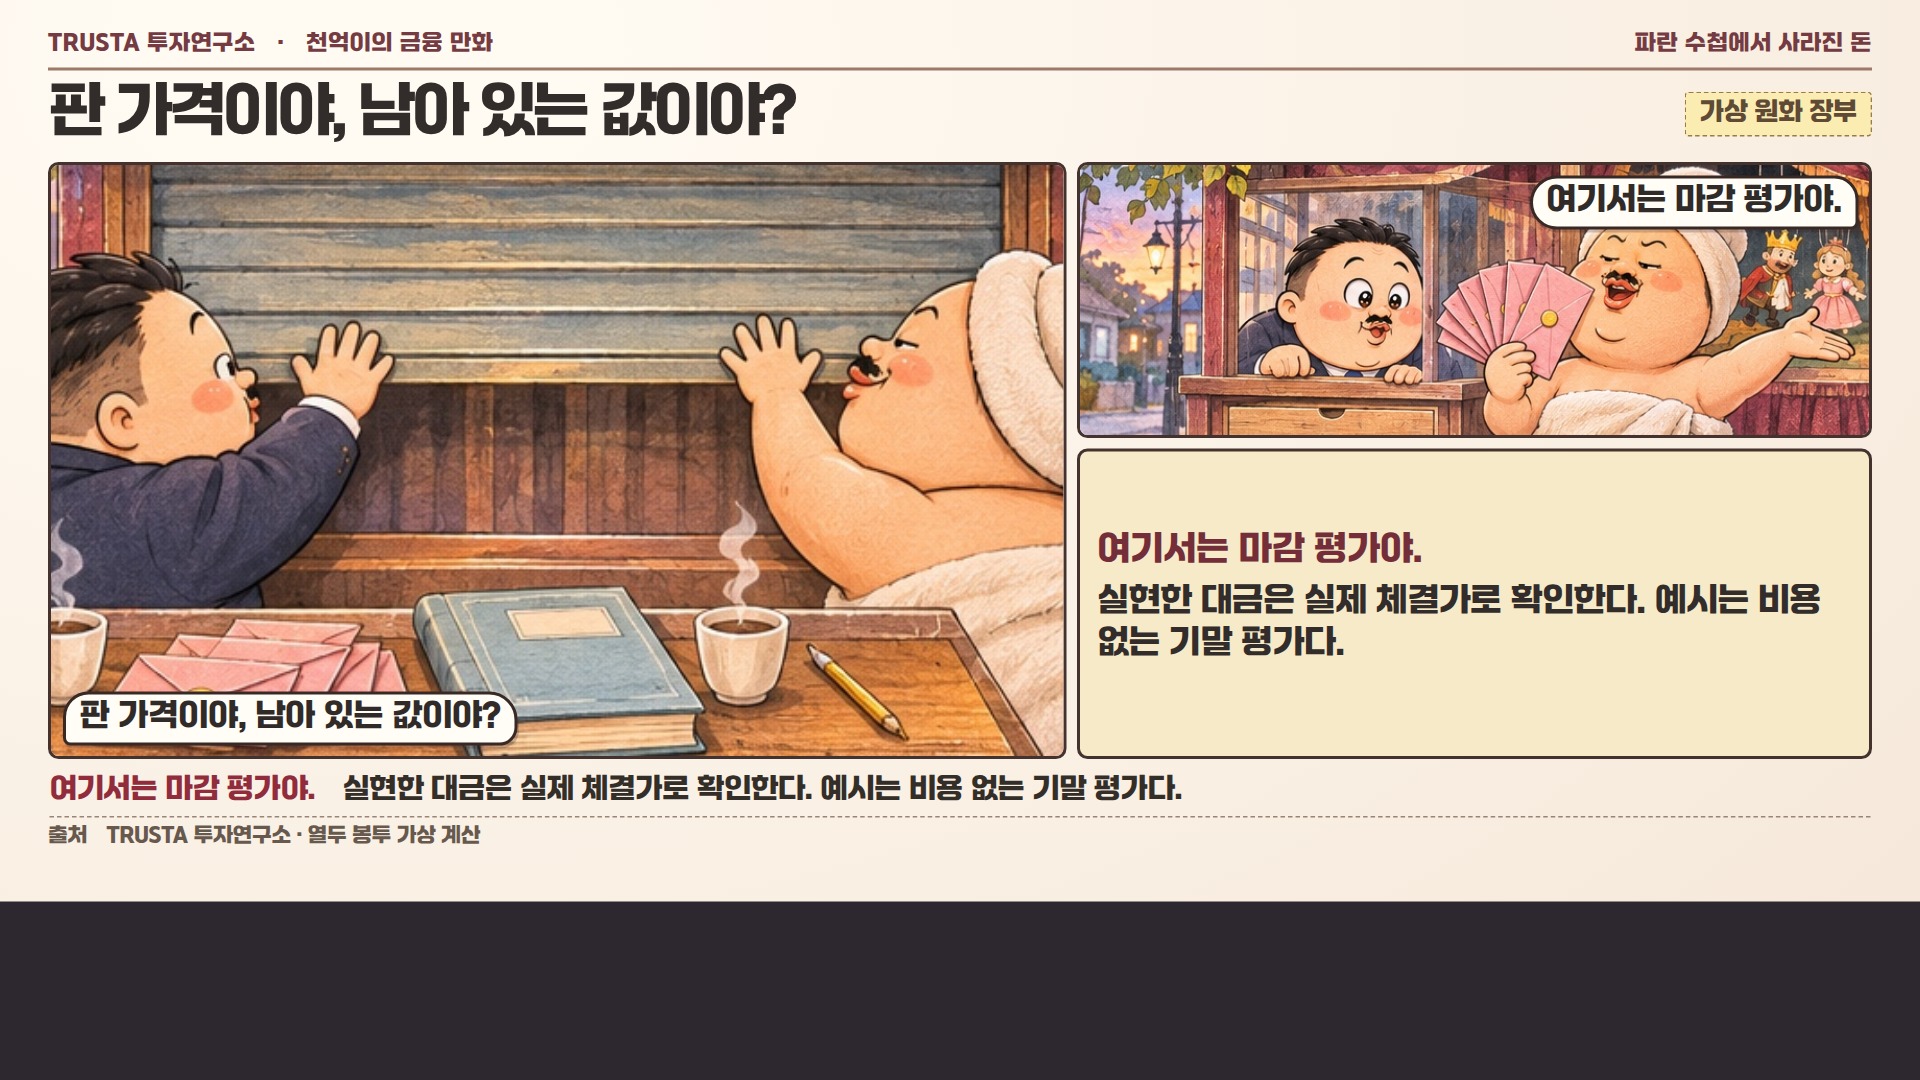 TRUSTA 투자연구소 · 천억이의 금융 만화
파란 수첩에서 사라진 돈
판 가격이야, 남아 있는 값이야?
가상 원화 장부
여기서는 마감 평가야.
판 가격이야, 남아 있는 값이야?
여기서는 마감 평가야.
실현한 대금은 실제 체결가로 확인한다. 예시는 비용
없는 기말 평가다.
여기서는 마감 평가야. 실현한 대금은 실제 체결가로 확인한다. 예시는 비용 없는 기말 평가다.
출처 TRUSTA 투자연구소 · 열두 봉투 가상 계산